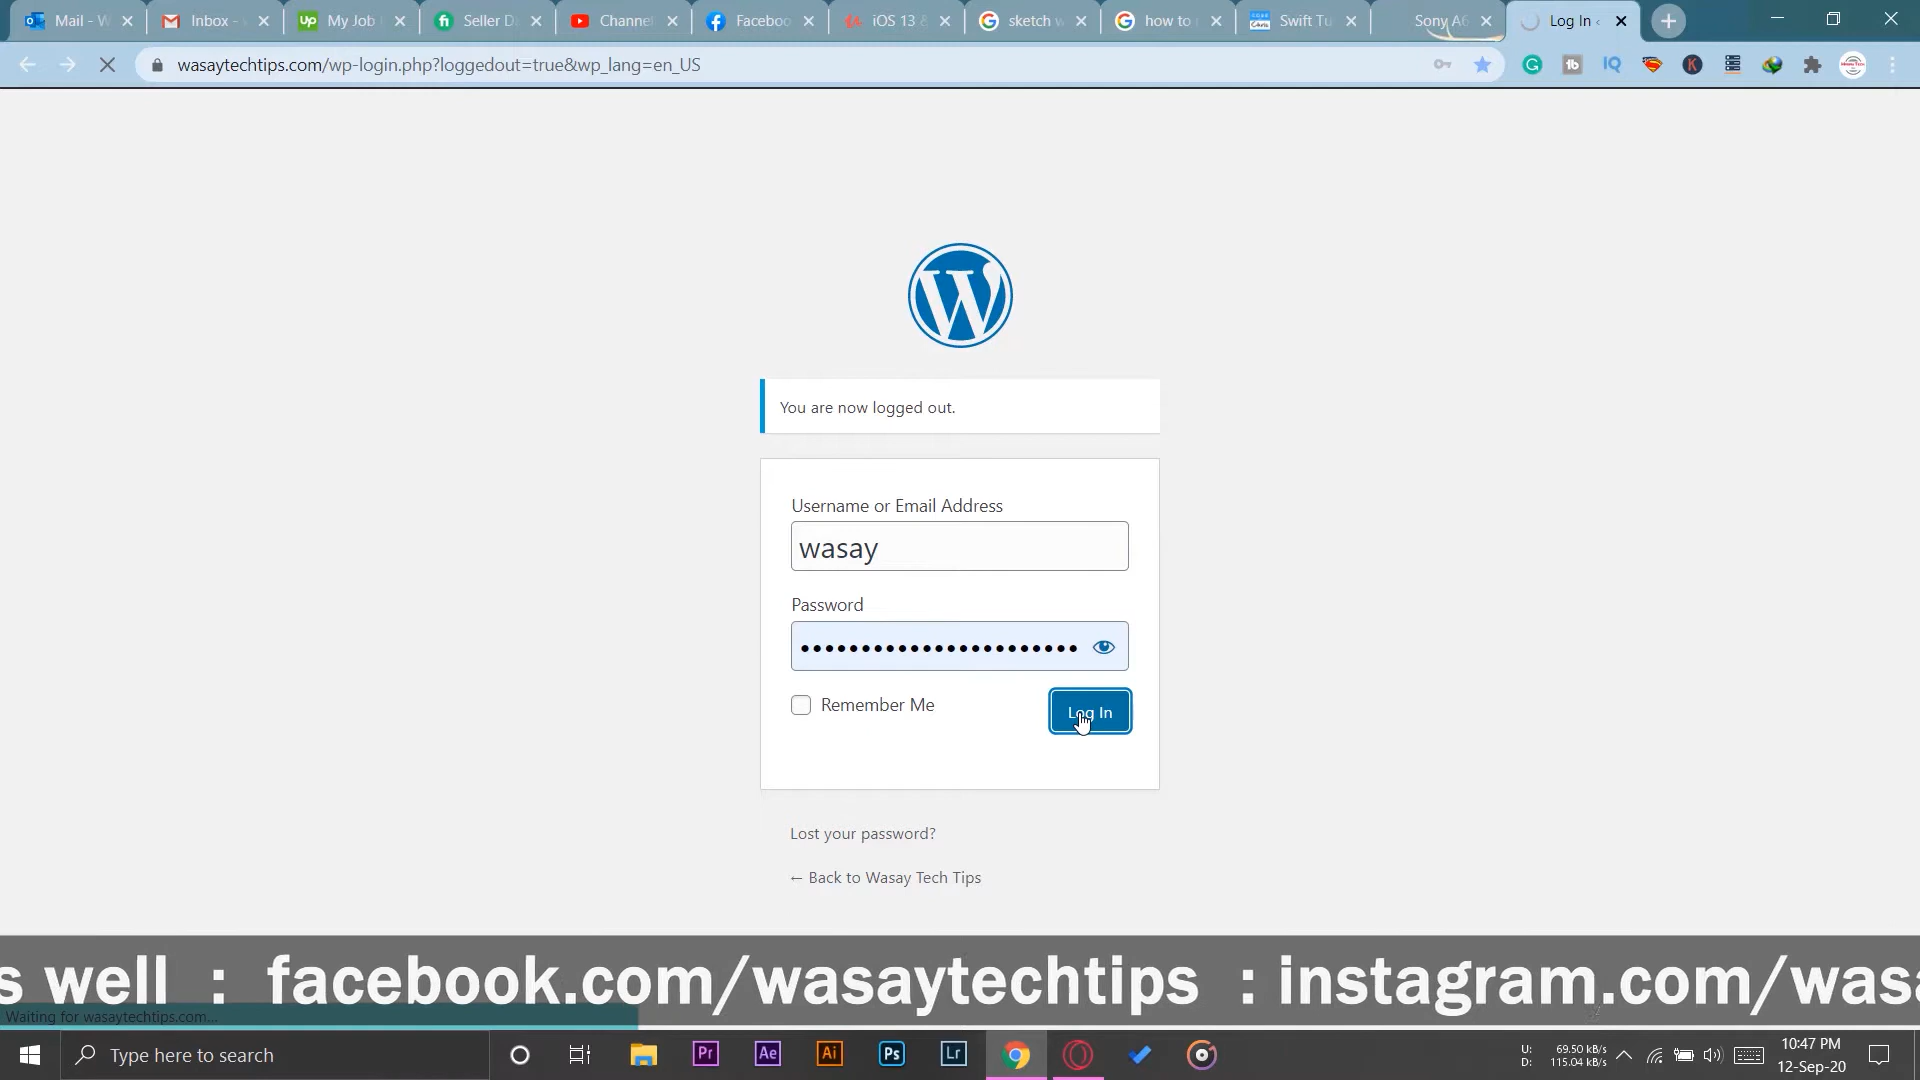 Mail - W
Inbox -
Up My Job
fi Seller D
Channel
Faceboo
iOS 13 &
sketch w
how to
Swift Tu
Sony A6
Log In ‹
wasaytechtips.com/wp-login.php?loggedout=true&wp_lang=en_US
You are now logged out.
Username or Email Address
wasay
Password
Remember Me
Log In
Lost your password?
← Back to Wasay Tech Tips
s well : facebook.com/wasaytechtips : instagram.com/wasa
Waiting for wasaytechtips.com...
Type here to search
Pr
Ae
Ai
Ps
Lr
U: 69.50 kB/s
D: 115.04 kB/s
10:47 PM
12-Sep-20